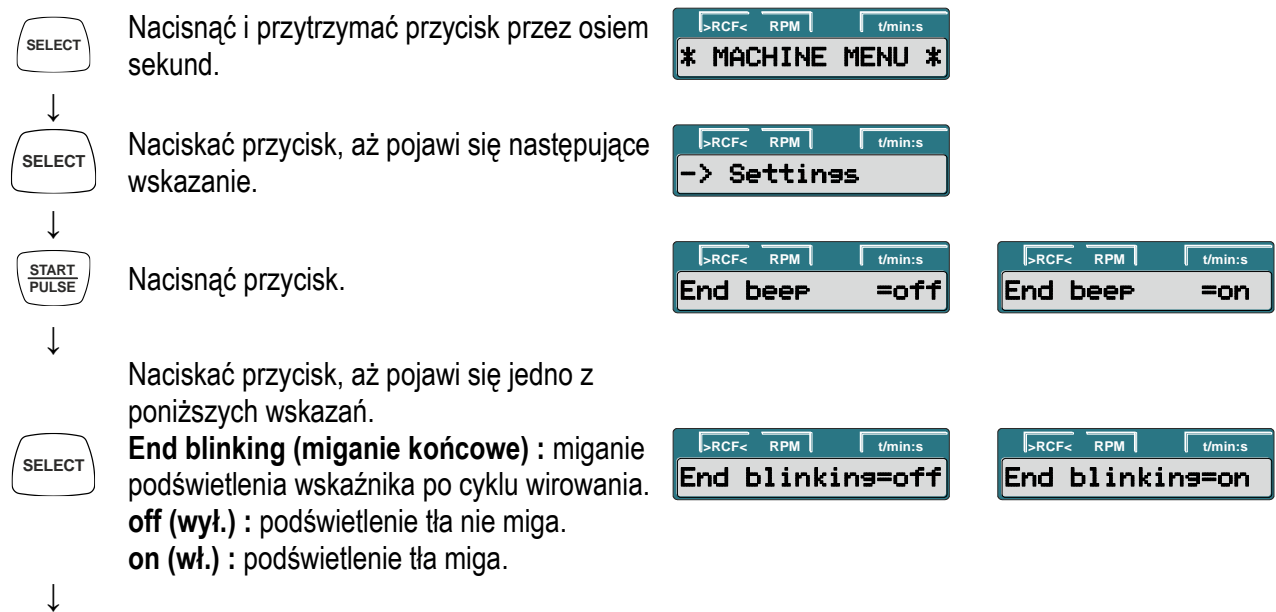 SELECT
Nacisnąć i przytrzymać przycisk przez osiem
sekund.
>RCF< RPM t/min:s
* MACHINE MENU *
↓
SELECT
Naciskać przycisk, aż pojawi się następujące
wskazanie.
>RCF< RPM t/min:s
-> Settings
↓
START
PULSE
Nacisnąć przycisk.
>RCF< RPM t/min:s
End beep =off
>RCF< RPM t/min:s
End beep =on
↓
SELECT
Naciskać przycisk, aż pojawi się jedno z
poniższych wskazań.
End blinking (miganie końcowe) : miganie
podświetlenia wskaźnika po cyklu wirowania.
off (wył.) : podświetlenie tła nie miga.
on (wł.) : podświetlenie tła miga.
>RCF< RPM t/min:s
End blinking=off
>RCF< RPM t/min:s
End blinking=on
↓